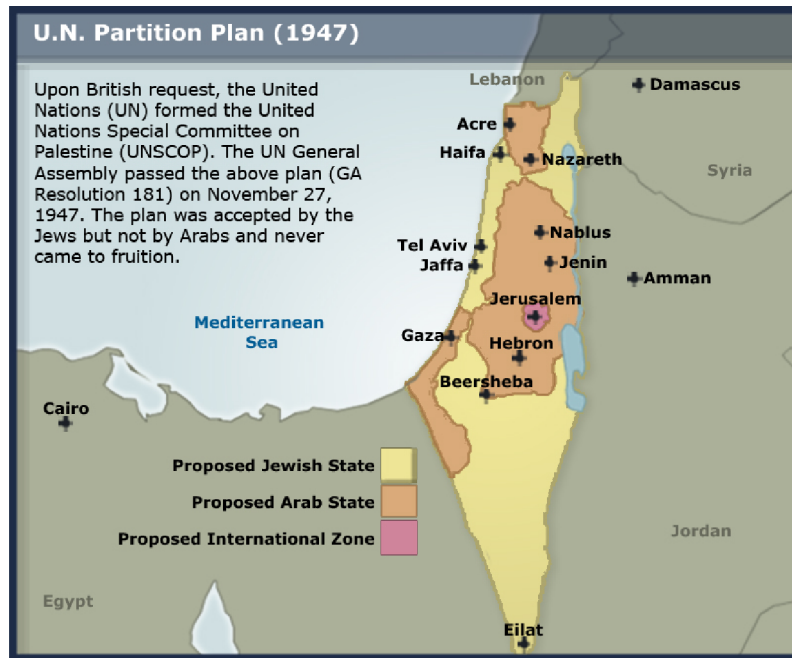 U.N. Partition Plan (1947)
Upon British request, the United
Nations (UN) formed the United
Nations Special Committee on
Palestine (UNSCOP). The UN General
Assembly passed the above plan (GA
Resolution 181) on November 27,
1947. The plan was accepted by the
Jews but not by Arabs and never
came to fruition.
Lebanon
Damascus
Acre
Haifa
Nazareth
Syria
Nablus
Tel Aviv
Jaffa
Jenin
Amman
Jerusalem
Mediterranean
Sea
Gaza
Hebron
Beersheba
Cairo
Proposed Jewish State
Proposed Arab State
Proposed International Zone
Jordan
Egypt
Eilat